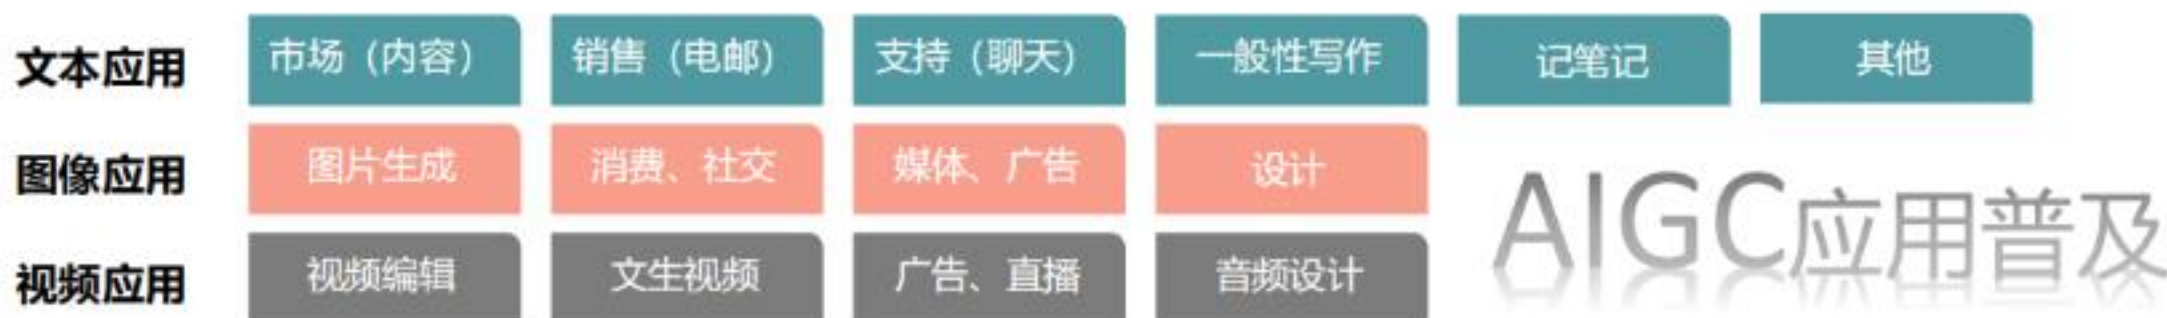 文本应用 市场（内容） 销售（电邮） 支持（聊天） 一般性写作 记笔记 其他
图像应用 图片生成 消费、社交 媒体、广告 设计
视频应用 视频编辑 文生视频 广告、直播 音频设计
AIGC应用普及